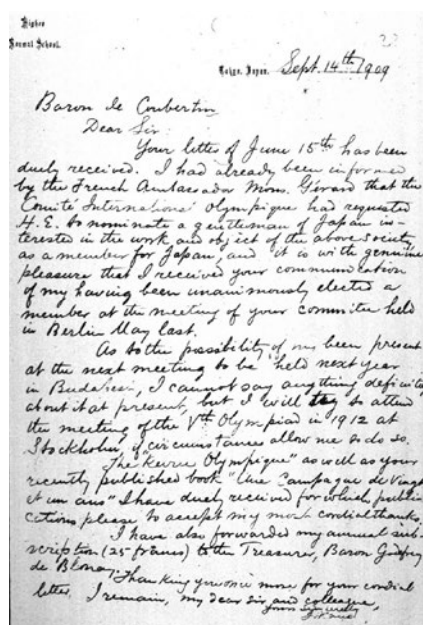 Higher
Normal School.
Tokyo, Japan. Sept. 14th 1909
Baron de Coubertin
Dear Sir:
Your letter of June 15th has been
duely received. I had already been informed
by the French Ambassador Mons. Gérard that the
Comité International Olympique had requested
H.E. to nominate a gentleman of Japan in-
terested in the work and object of the above society
as a member for Japan, and it is with genuine
pleasure that I received your communication
of my having been unanimously elected a
member at the meeting of your committee held
in Berlin May last.
As to the possibility of my been present
at the next meeting to be held next year
in Budapest, I cannot say anything definite
about it at present, but I will try to attend
the meeting of the Vth Olympiad in 1912 at
Stockholm, if circumstances allow me to do so.
The "Revue Olympique" as well as your
recently published book "Une Campagne de Vingt
et un ans" I have duely received for which publi-
cations please to accept my most cordial thanks.
I have also forwarded my annual sub-
scription (25 francs) to the Treasurer, Baron Godefroy
de Blonay. Thanking you once more for your cordial
letter. I remain, my dear sir and colleague,
yours sincerely